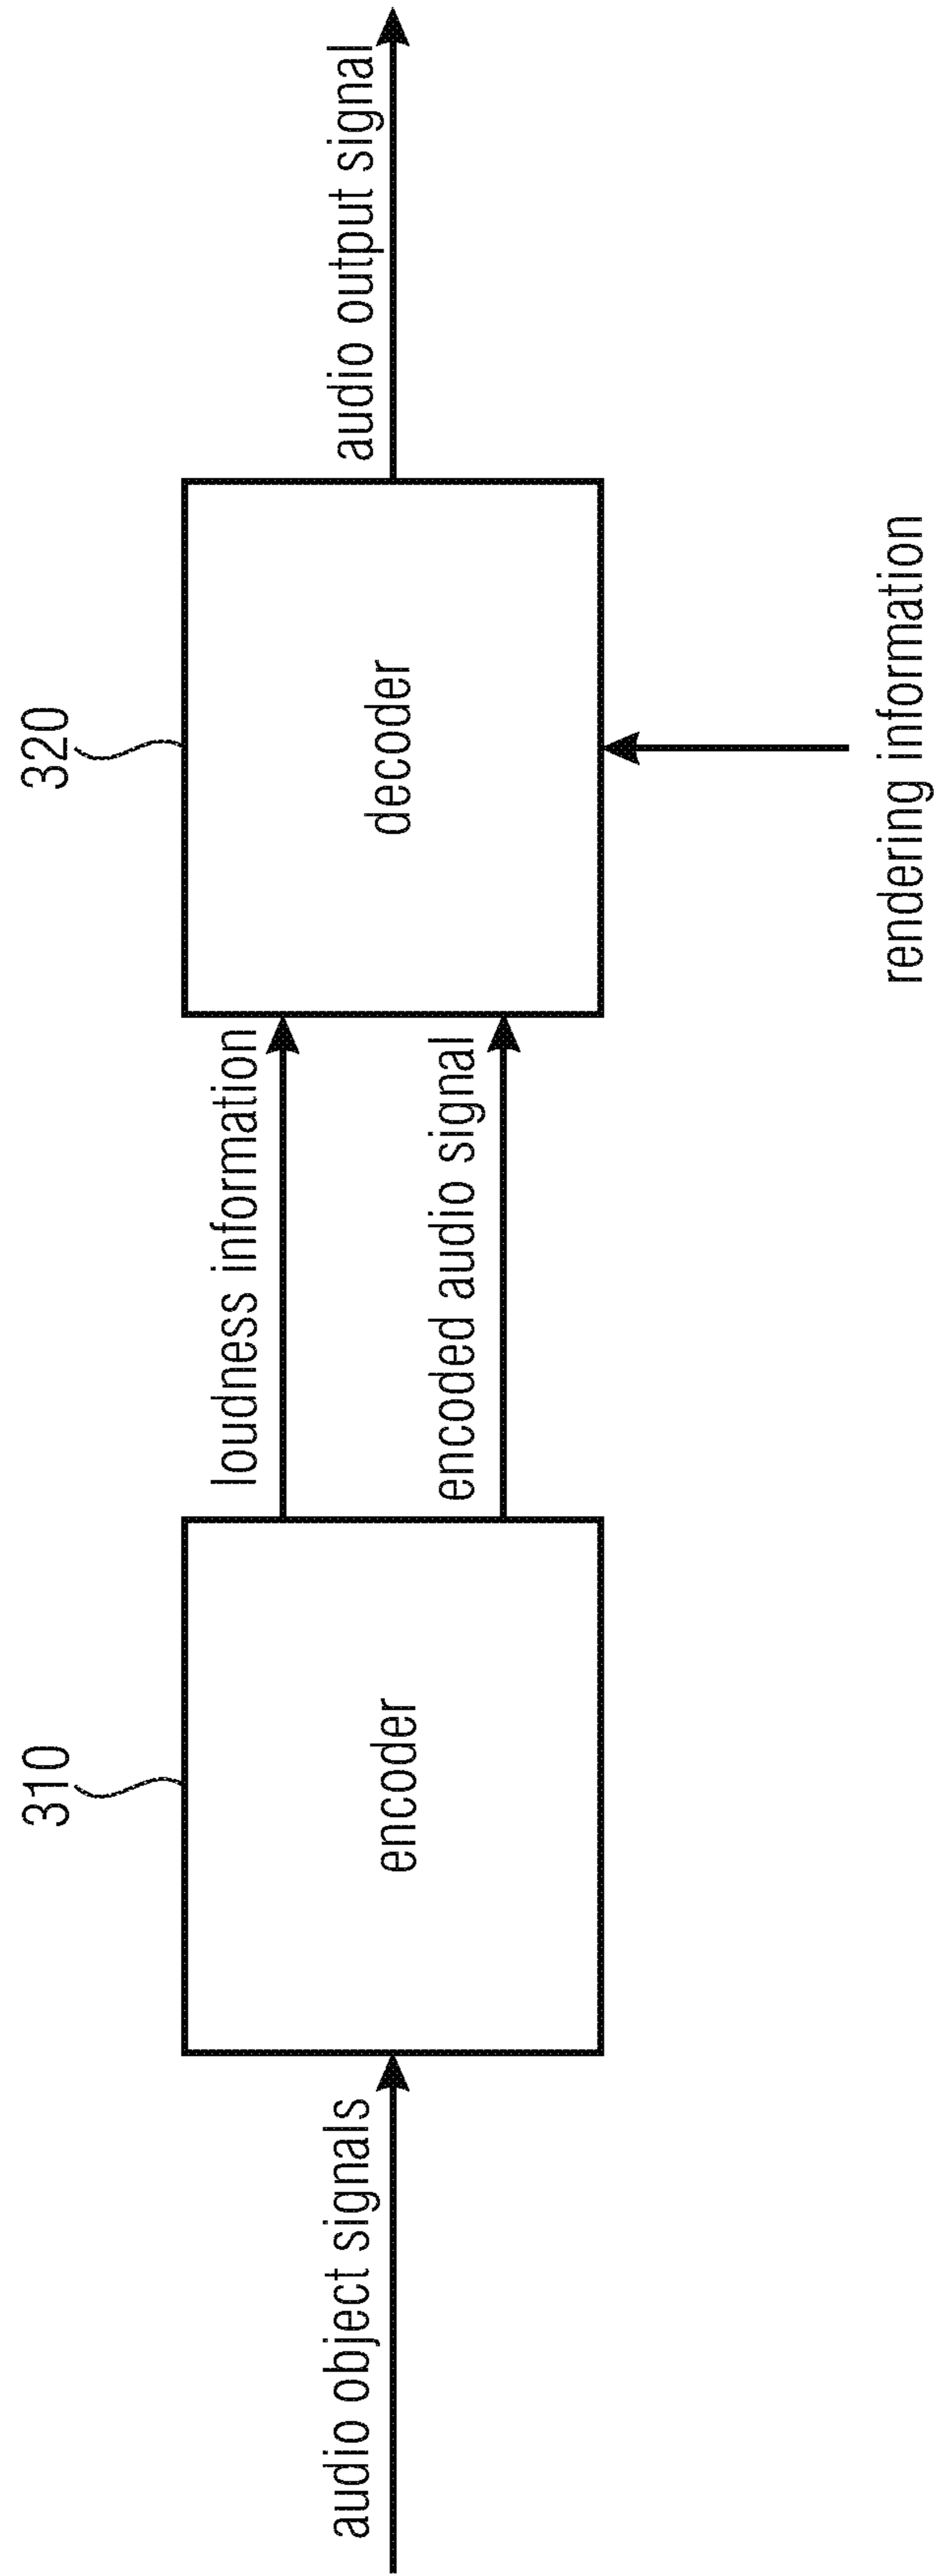 310
320
audio object signals
encoder
loudness information
encoded audio signal
decoder
audio output signal
rendering information